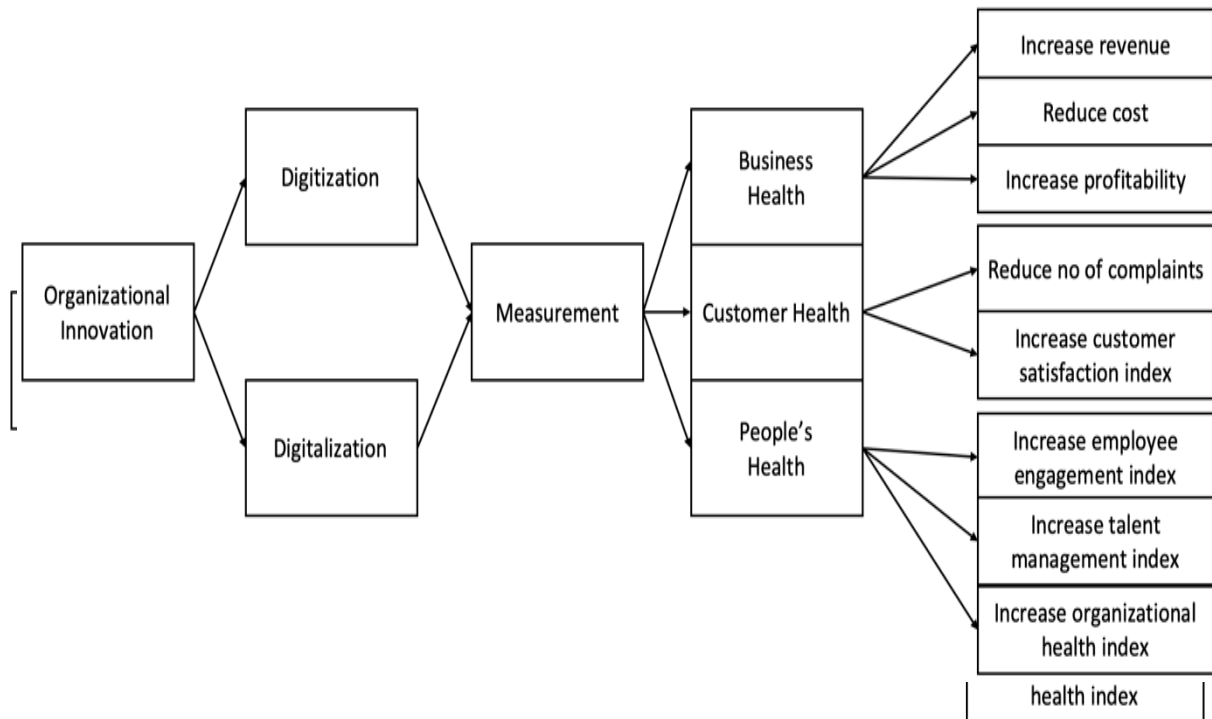 Organizational
Innovation
Digitization
Digitalization
Measurement
Business
Health
Customer Health
People’s
Health
Increase revenue
Reduce cost
Increase profitability
Reduce no of complaints
Increase customer
satisfaction index
Increase employee
engagement index
Increase talent
management index
Increase organizational
health index
health index